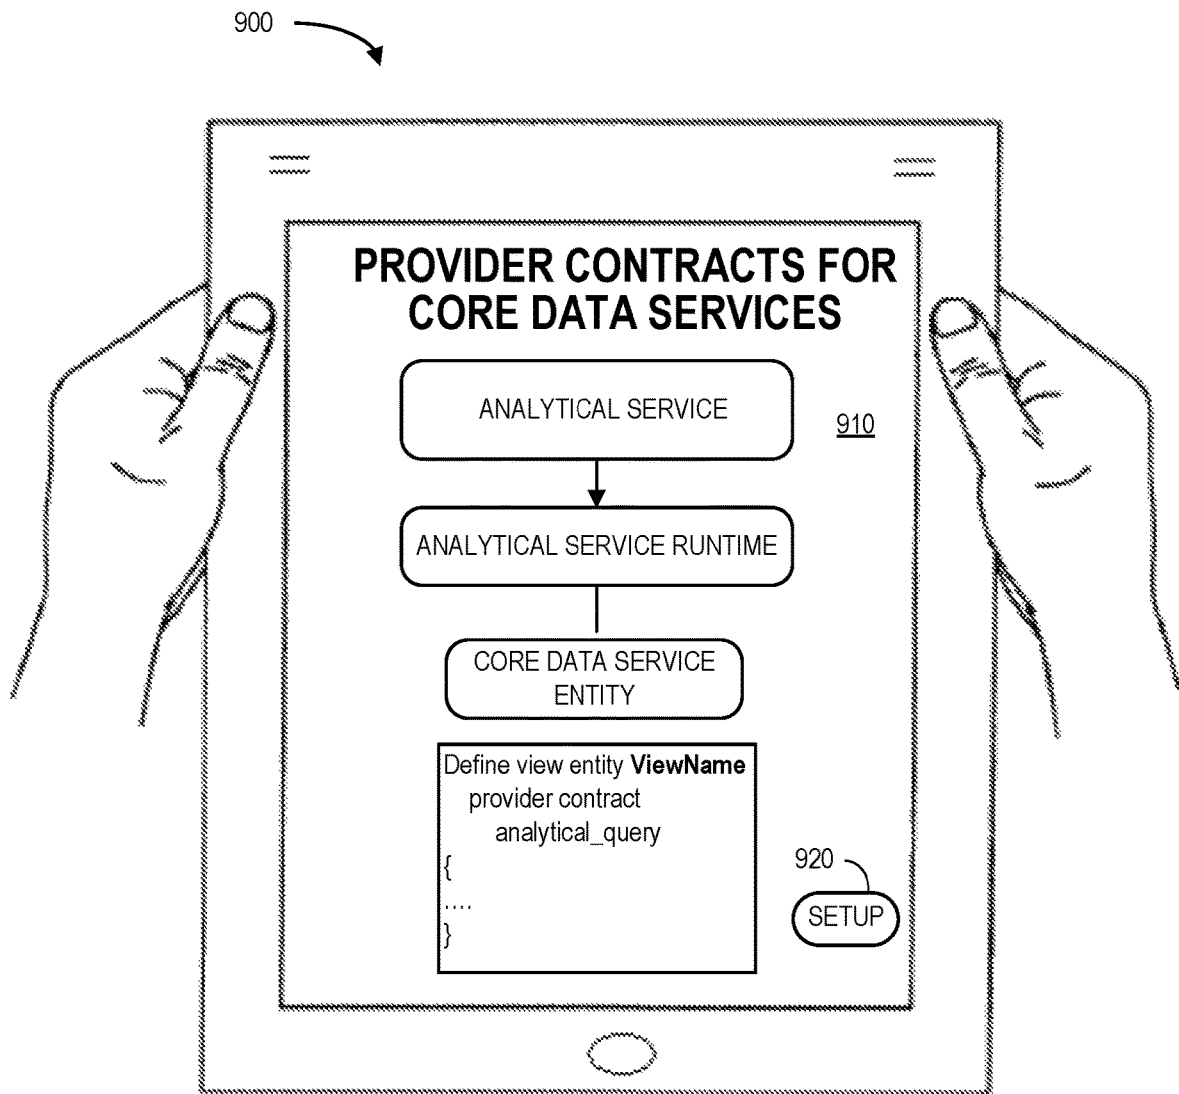 900
PROVIDER CONTRACTS FOR
CORE DATA SERVICES
ANALYTICAL SERVICE
910
ANALYTICAL SERVICE RUNTIME
CORE DATA SERVICE
ENTITY
Define view entity ViewName
provider contract
analytical_query
{
....
}
920
SETUP